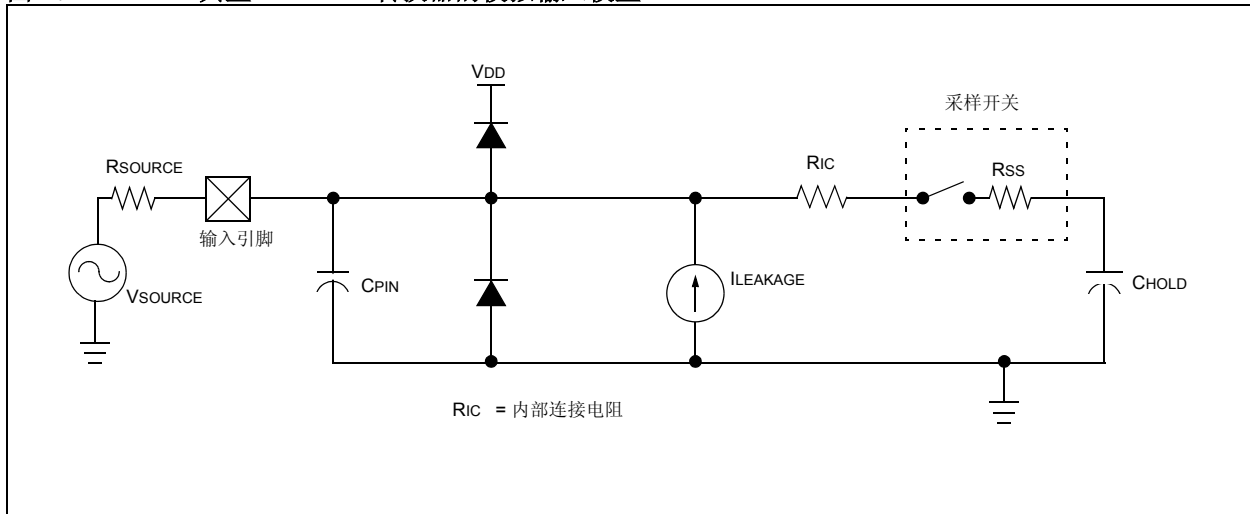 VDD
采样开关
RSOURCE
RIC
RSS
输入引脚
VSOURCE
CPIN
ILEAKAGE
CHOLD
RIC = 内部连接电阻